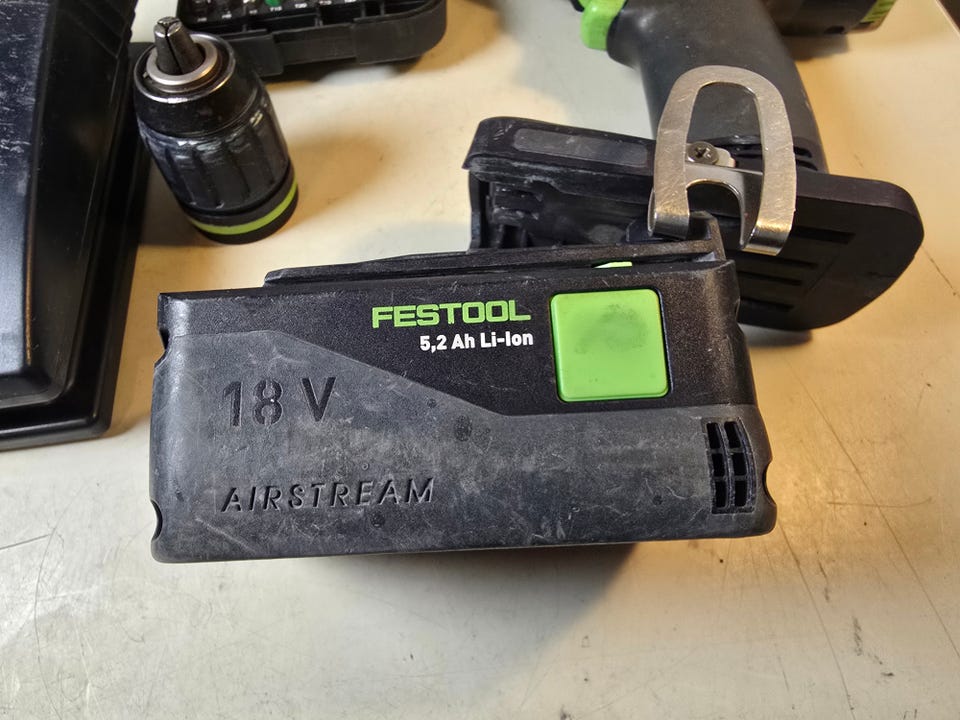 FESTOOL
5,2 Ah Li-Ion
18 V
AIRSTREAM